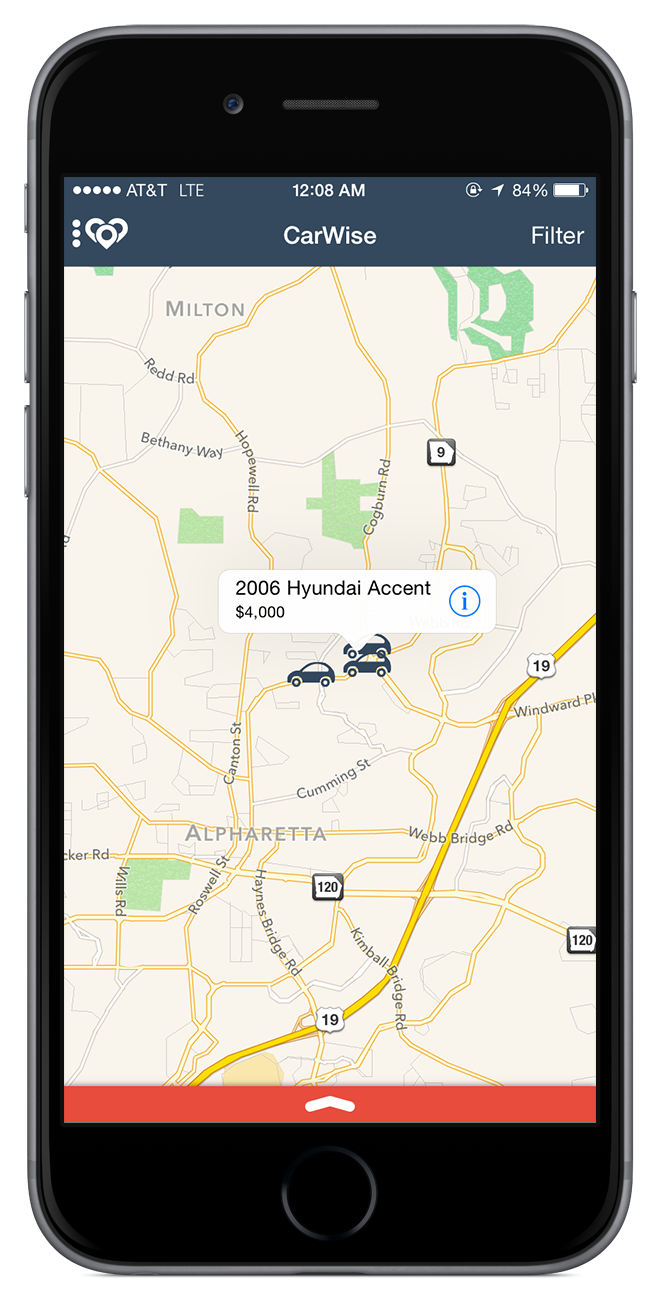 AT&T LTE 12:08 AM 84%
CarWise Filter
MILTON
Redd Rd
Bethany Way
Hopewell Rd
Cogburn Rd
9
2006 Hyundai Accent
$4,000
19
Windward Pl
Canton St
Cumming St
ALPHARETTA
Webb Bridge Rd
cker Rd
Wills Rd
Roswell St
120
Haynes Bridge Rd
Kimball Bridge Rd
120
19